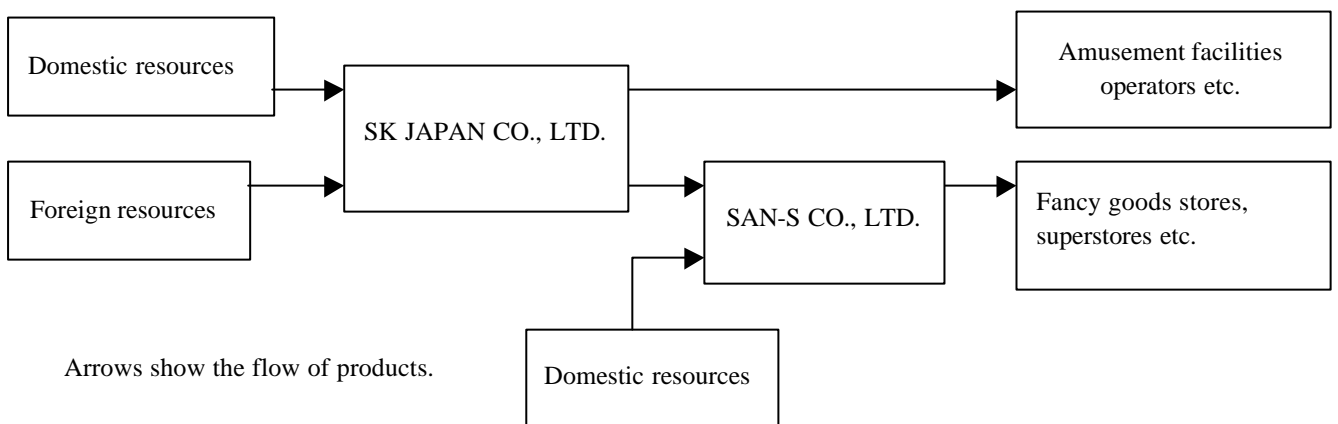 Domestic resources
Foreign resources
SK JAPAN CO., LTD.
SAN-S CO., LTD.
Amusement facilities
operators etc.
Fancy goods stores,
superstores etc.
Domestic resources
Arrows show the flow of products.